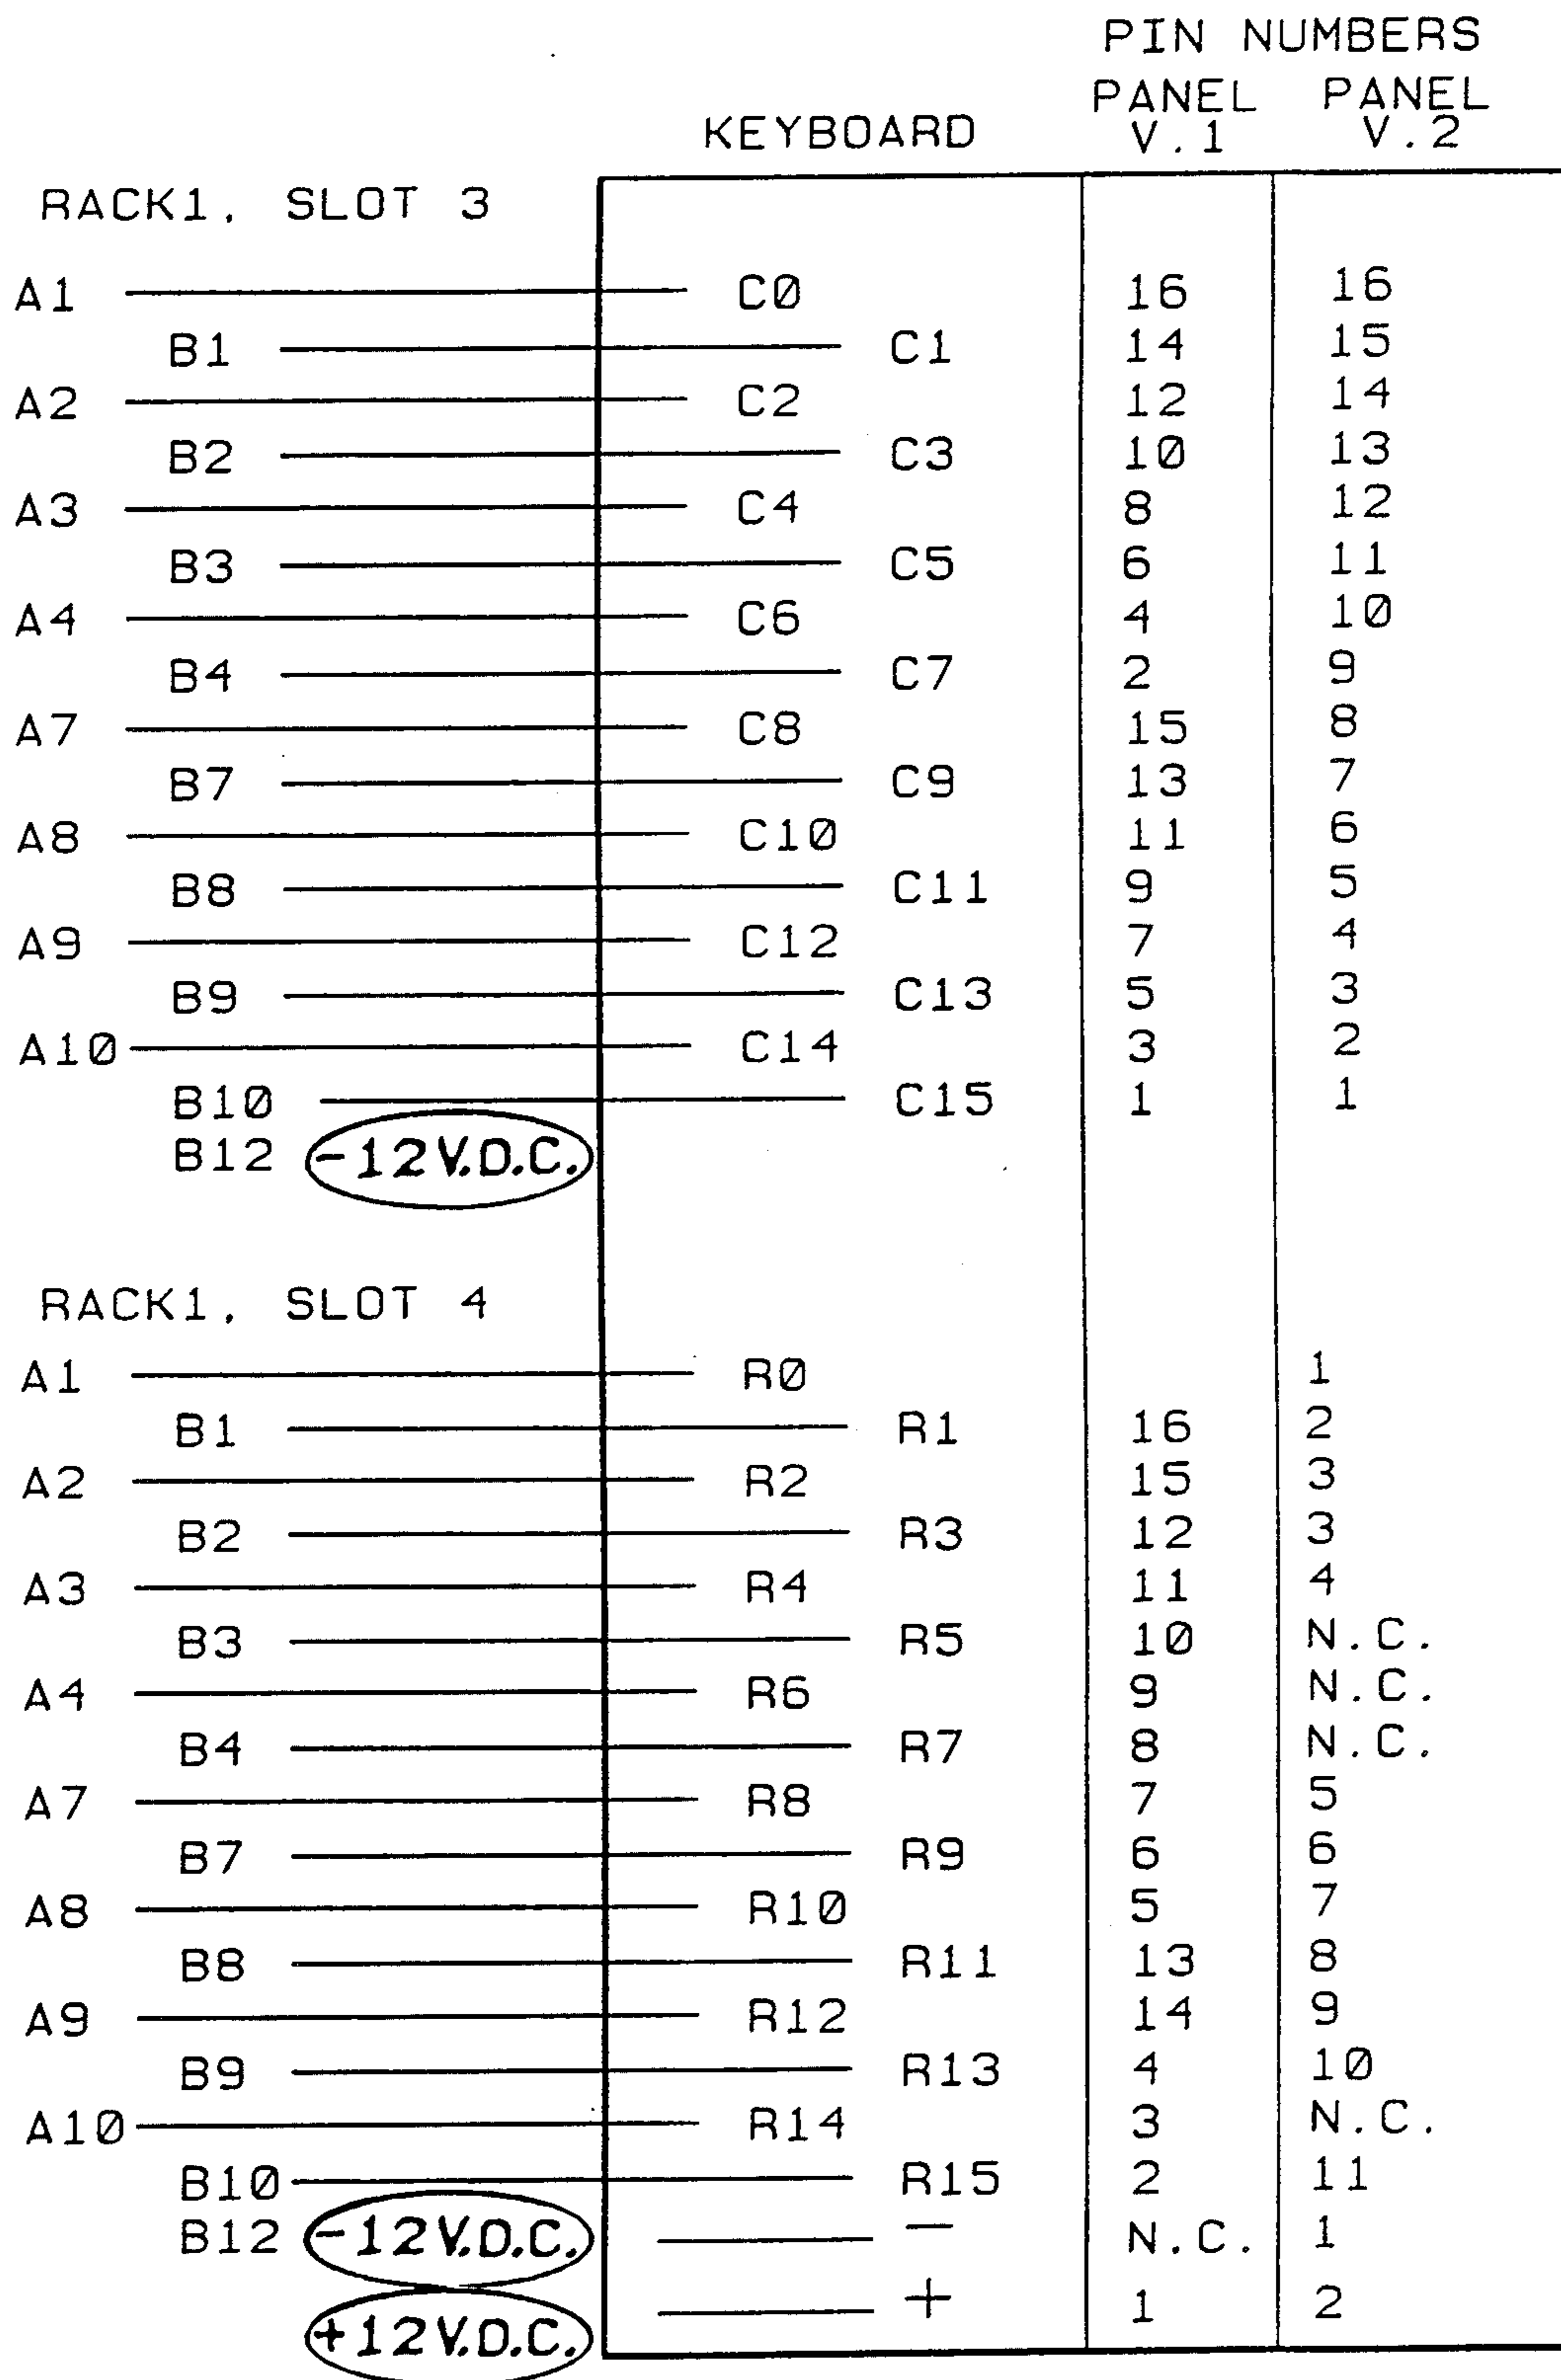 PIN NUMBERS
PANEL PANEL
KEYBOARD V.1 V.2
RACK1, SLOT 3
A1 C0 16 16
B1 C1 14 15
A2 C2 12 14
B2 C3 10 13
A3 C4 8 12
B3 C5 6 11
A4 C6 4 10
B4 C7 2 9
A7 C8 15 8
B7 C9 13 7
A8 C10 11 6
B8 C11 9 5
A9 C12 7 4
B9 C13 5 3
A10 C14 3 2
B10 C15 1 1
B12 -12V.D.C.
RACK1, SLOT 4
A1 R0 1
B1 R1 16 2
A2 R2 15 3
B2 R3 12 3
A3 R4 11 4
B3 R5 10 N.C.
A4 R6 9 N.C.
B4 R7 8 N.C.
A7 R8 7 5
B7 R9 6 6
A8 R10 5 7
B8 R11 13 8
A9 R12 14 9
B9 R13 4 10
A10 R14 3 N.C.
B10 R15 2 11
B12 -12V.D.C. − N.C. 1
+12V.D.C. + 1 2